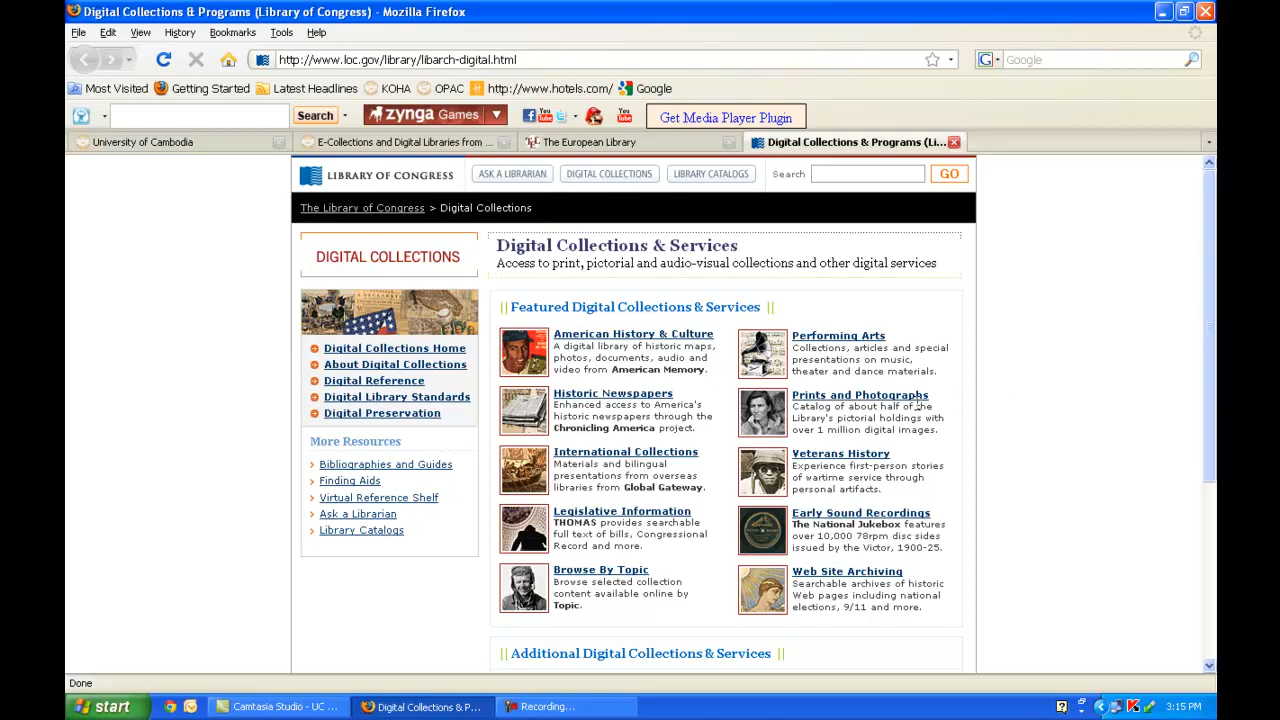 Digital Collections & Programs (Library of Congress) - Mozilla Firefox
File Edit View History Bookmarks Tools Help
http://www.loc.gov/library/libarch-digital.html
Google
Most Visited Getting Started Latest Headlines KOHA OPAC http://www.hotels.com/ Google
Search zynga Games You Tube You Tube Get Media Player Plugin
University of Cambodia E-Collections and Digital Libraries from ... The European Library Digital Collections & Programs (Li...
LIBRARY OF CONGRESS ASK A LIBRARIAN DIGITAL COLLECTIONS LIBRARY CATALOGS Search GO
The Library of Congress > Digital Collections
DIGITAL COLLECTIONS
Digital Collections Home
About Digital Collections
Digital Reference
Digital Library Standards
Digital Preservation
More Resources
Bibliographies and Guides
Finding Aids
Virtual Reference Shelf
Ask a Librarian
Library Catalogs
Digital Collections & Services
Access to print, pictorial and audio-visual collections and other digital services
Featured Digital Collections & Services
American History & Culture
A digital library of historic maps,
photos, documents, audio and
video from American Memory.
Historic Newspapers
Enhanced access to America's
historic newspapers through the
Chronicling America project.
International Collections
Materials and bilingual
presentations from overseas
libraries from Global Gateway.
Legislative Information
THOMAS provides searchable
full text of bills, Congressional
Record and more.
Browse By Topic
Browse selected collection
content available online by
Topic.
Performing Arts
Collections, articles and special
presentations on music,
theater and dance materials.
Prints and Photographs
Catalog of about half of the
Library's pictorial holdings with
over 1 million digital images.
Veterans History
Experience first-person stories
of wartime service through
personal artifacts.
Early Sound Recordings
The National Jukebox features
over 10,000 78rpm disc sides
issued by the Victor, 1900-25.
Web Site Archiving
Searchable archives of historic
Web pages including national
elections, 9/11 and more.
Additional Digital Collections & Services
Done
start Camtasia Studio - UC ... Digital Collections & P... Recording... 3:15 PM